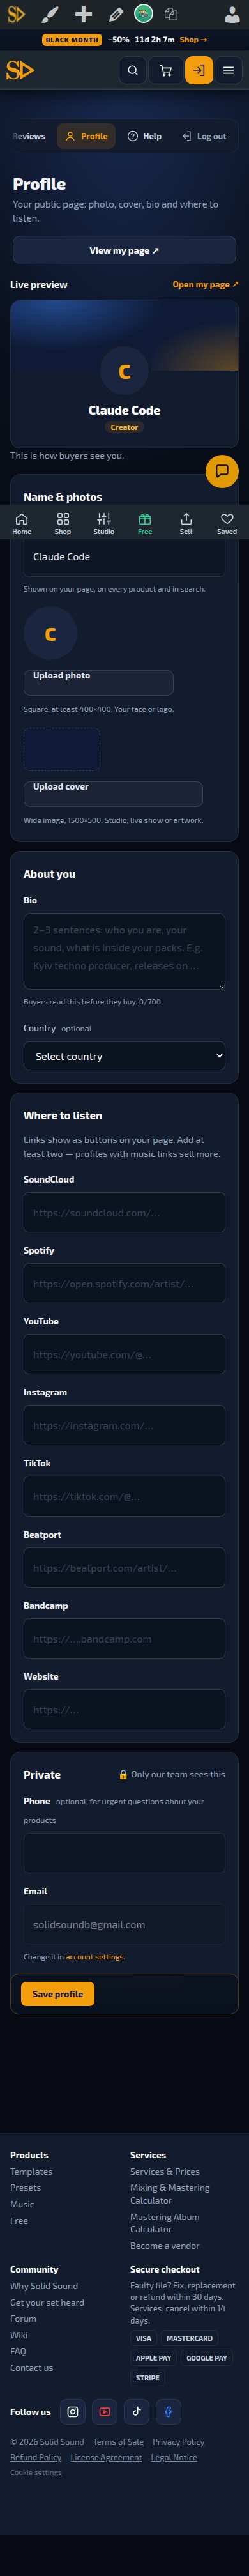 BLACK MONTH −50% · 11d 2h 7m Shop →
Reviews Profile Help Log out
Profile
Your public page: photo, cover, bio and where to
listen.
View my page ↗
Live preview Open my page ↗
C
Claude Code
Creator
This is how buyers see you.
Name & photos
Home Shop Studio Free Sell Saved
Claude Code
Shown on your page, on every product and in search.
C
Upload photo
Square, at least 400×400. Your face or logo.
Upload cover
Wide image, 1500×500. Studio, live show or artwork.
About you
Bio
2–3 sentences: who you are, your
sound, what is inside your packs. E.g.
Kyiv techno producer, releases on …
Buyers read this before they buy. 0/700
Country optional
Select country
Where to listen
Links show as buttons on your page. Add at
least two — profiles with music links sell more.
SoundCloud
https://soundcloud.com/…
Spotify
https://open.spotify.com/artist/…
YouTube
https://youtube.com/@…
Instagram
https://instagram.com/…
TikTok
https://tiktok.com/@…
Beatport
https://beatport.com/artist/…
Bandcamp
https://….bandcamp.com
Website
https://…
Private 🔒 Only our team sees this
Phone optional, for urgent questions about your
products
Email
solidsoundb@gmail.com
Change it in account settings.
Save profile
Products
Templates
Presets
Music
Free
Services
Services & Prices
Mixing & Mastering
Calculator
Mastering Album
Calculator
Become a vendor
Community
Why Solid Sound
Get your set heard
Forum
Wiki
FAQ
Contact us
Secure checkout
Faulty file? Fix, replacement
or refund within 30 days.
Services: cancel within 14
days.
VISA MASTERCARD
APPLE PAY GOOGLE PAY
STRIPE
Follow us
© 2026 Solid Sound Terms of Sale Privacy Policy
Refund Policy License Agreement Legal Notice
Cookie settings